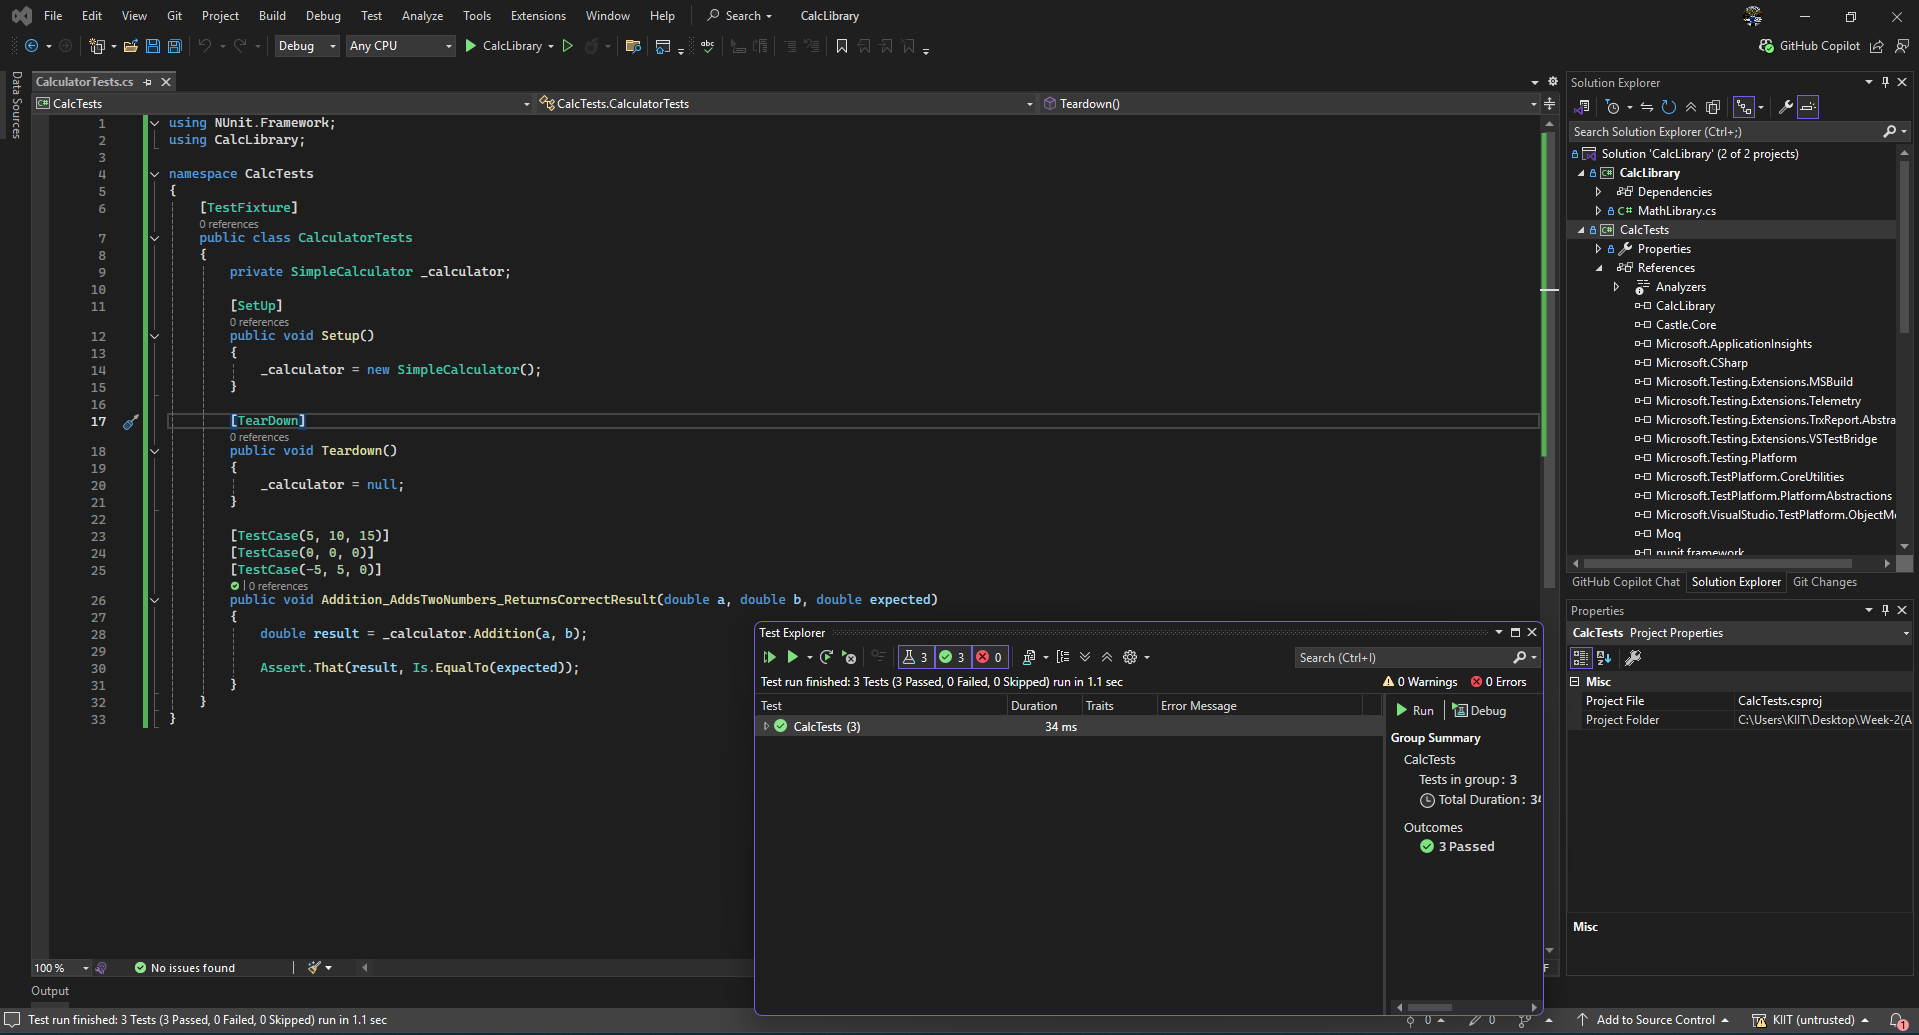 File Edit View Git Project Build Debug Test Analyze Tools Extensions Window Help Search CalcLibrary
Debug Any CPU CalcLibrary GitHub Copilot
Data Sources
CalculatorTests.cs
CalcTests CalcTests.CalculatorTests Teardown()
1 using NUnit.Framework;
2 using CalcLibrary;
3
4 namespace CalcTests
5 {
6 [TestFixture]
0 references
7 public class CalculatorTests
8 {
9 private SimpleCalculator _calculator;
10
11 [SetUp]
0 references
12 public void Setup()
13 {
14 _calculator = new SimpleCalculator();
15 }
16
17 [TearDown]
0 references
18 public void Teardown()
19 {
20 _calculator = null;
21 }
22
23 [TestCase(5, 10, 15)]
24 [TestCase(0, 0, 0)]
25 [TestCase(-5, 5, 0)]
| 0 references
26 public void Addition_AddsTwoNumbers_ReturnsCorrectResult(double a, double b, double expected)
27 {
28 double result = _calculator.Addition(a, b);
29
30 Assert.That(result, Is.EqualTo(expected));
31 }
32 }
33 }
Test Explorer
3 3 0 Search (Ctrl+I)
Test run finished: 3 Tests (3 Passed, 0 Failed, 0 Skipped) run in 1.1 sec 0 Warnings 0 Errors
Test Duration Traits Error Message
CalcTests (3) 34 ms
Run Debug
Group Summary
CalcTests
Tests in group: 3
Total Duration: 34
Outcomes
3 Passed
Solution Explorer
Search Solution Explorer (Ctrl+;)
Solution 'CalcLibrary' (2 of 2 projects)
CalcLibrary
Dependencies
C# MathLibrary.cs
CalcTests
Properties
References
Analyzers
CalcLibrary
Castle.Core
Microsoft.ApplicationInsights
Microsoft.CSharp
Microsoft.Testing.Extensions.MSBuild
Microsoft.Testing.Extensions.Telemetry
Microsoft.Testing.Extensions.TrxReport.Abstra
Microsoft.Testing.Extensions.VSTestBridge
Microsoft.Testing.Platform
Microsoft.TestPlatform.CoreUtilities
Microsoft.TestPlatform.PlatformAbstractions
Microsoft.VisualStudio.TestPlatform.ObjectM
Moq
nunit.framework
GitHub Copilot Chat Solution Explorer Git Changes
Properties
CalcTests Project Properties
Misc
Project File CalcTests.csproj
Project Folder C:\Users\KIIT\Desktop\Week-2(A
Misc
100 % No issues found
Output
Test run finished: 3 Tests (3 Passed, 0 Failed, 0 Skipped) run in 1.1 sec 0 0 Add to Source Control KIIT (untrusted) 1